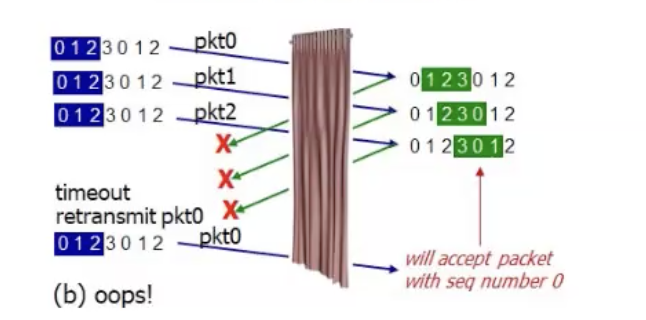 0 1 2 3 0 1 2 pkt0
0 1 2 3 0 1 2 pkt1 0 1 2 3 0 1 2
0 1 2 3 0 1 2 pkt2 0 1 2 3 0 1 2
X 0 1 2 3 0 1 2
X
timeout
retransmit pkt0 X
0 1 2 3 0 1 2 pkt0
will accept packet
with seq number 0
(b) oops!